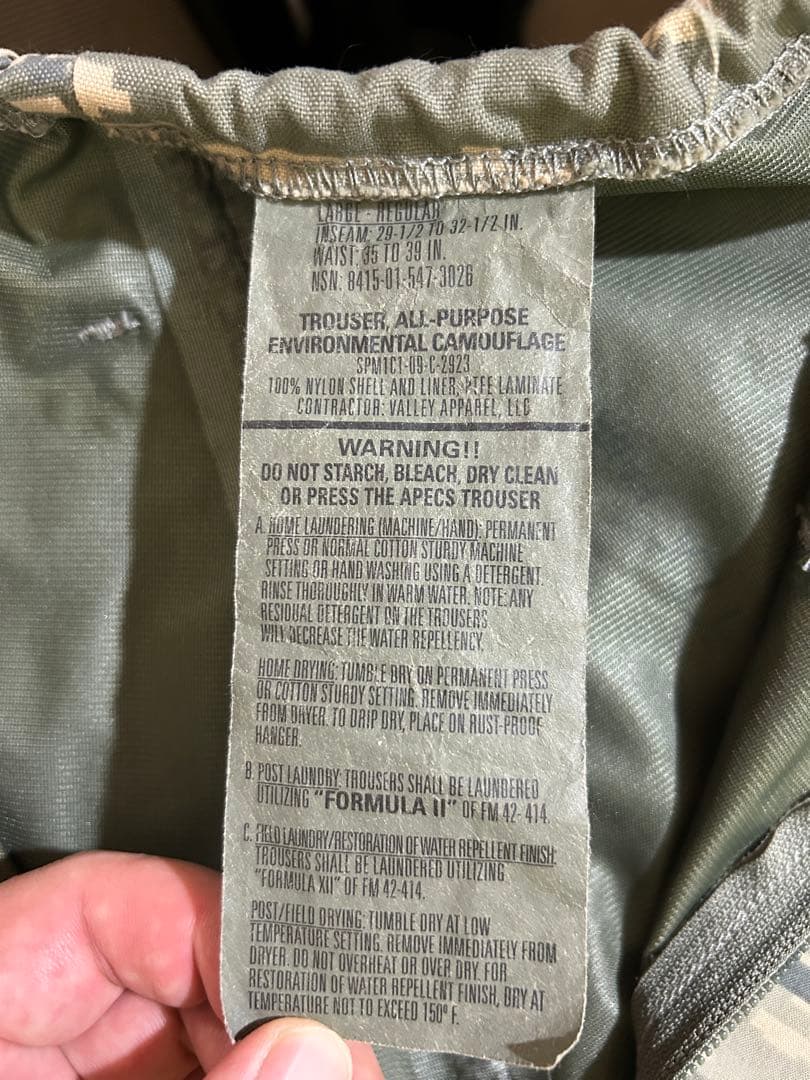 LARGE - REGULAR
INSEAM: 29-1/2 TO 32-1/2 IN.
WAIST: 35 TO 39 IN.
NSN: 8415-01-547-3026
TROUSER, ALL-PURPOSE
ENVIRONMENTAL CAMOUFLAGE
SPM1C1-09-C-2923
100% NYLON SHELL AND LINER, PTFE LAMINATE
CONTRACTOR: VALLEY APPAREL, LLC
WARNING!!
DO NOT STARCH, BLEACH, DRY CLEAN
OR PRESS THE APECS TROUSER
A. HOME LAUNDERING (MACHINE/HAND): PERMANENT
PRESS OR NORMAL COTTON STURDY MACHINE
SETTING OR HAND WASHING USING A DETERGENT.
RINSE THOROUGHLY IN WARM WATER. NOTE: ANY
RESIDUAL DETERGENT ON THE TROUSERS
WILL DECREASE THE WATER REPELLENCY.
HOME DRYING: TUMBLE DRY ON PERMANENT PRESS
OR COTTON STURDY SETTING. REMOVE IMMEDIATELY
FROM DRYER. TO DRIP DRY, PLACE ON RUST-PROOF
HANGER.
B. POST LAUNDRY: TROUSERS SHALL BE LAUNDERED
UTILIZING "FORMULA II" OF FM 42-414.
C. FIELD LAUNDRY/RESTORATION OF WATER REPELLENT FINISH:
TROUSERS SHALL BE LAUNDERED UTILIZING
"FORMULA XII" OF FM 42-414.
POST/FIELD DRYING: TUMBLE DRY AT LOW
TEMPERATURE SETTING. REMOVE IMMEDIATELY FROM
DRYER. DO NOT OVERHEAT OR OVER DRY. FOR
RESTORATION OF WATER REPELLENT FINISH, DRY AT
TEMPERATURE NOT TO EXCEED 150º F.